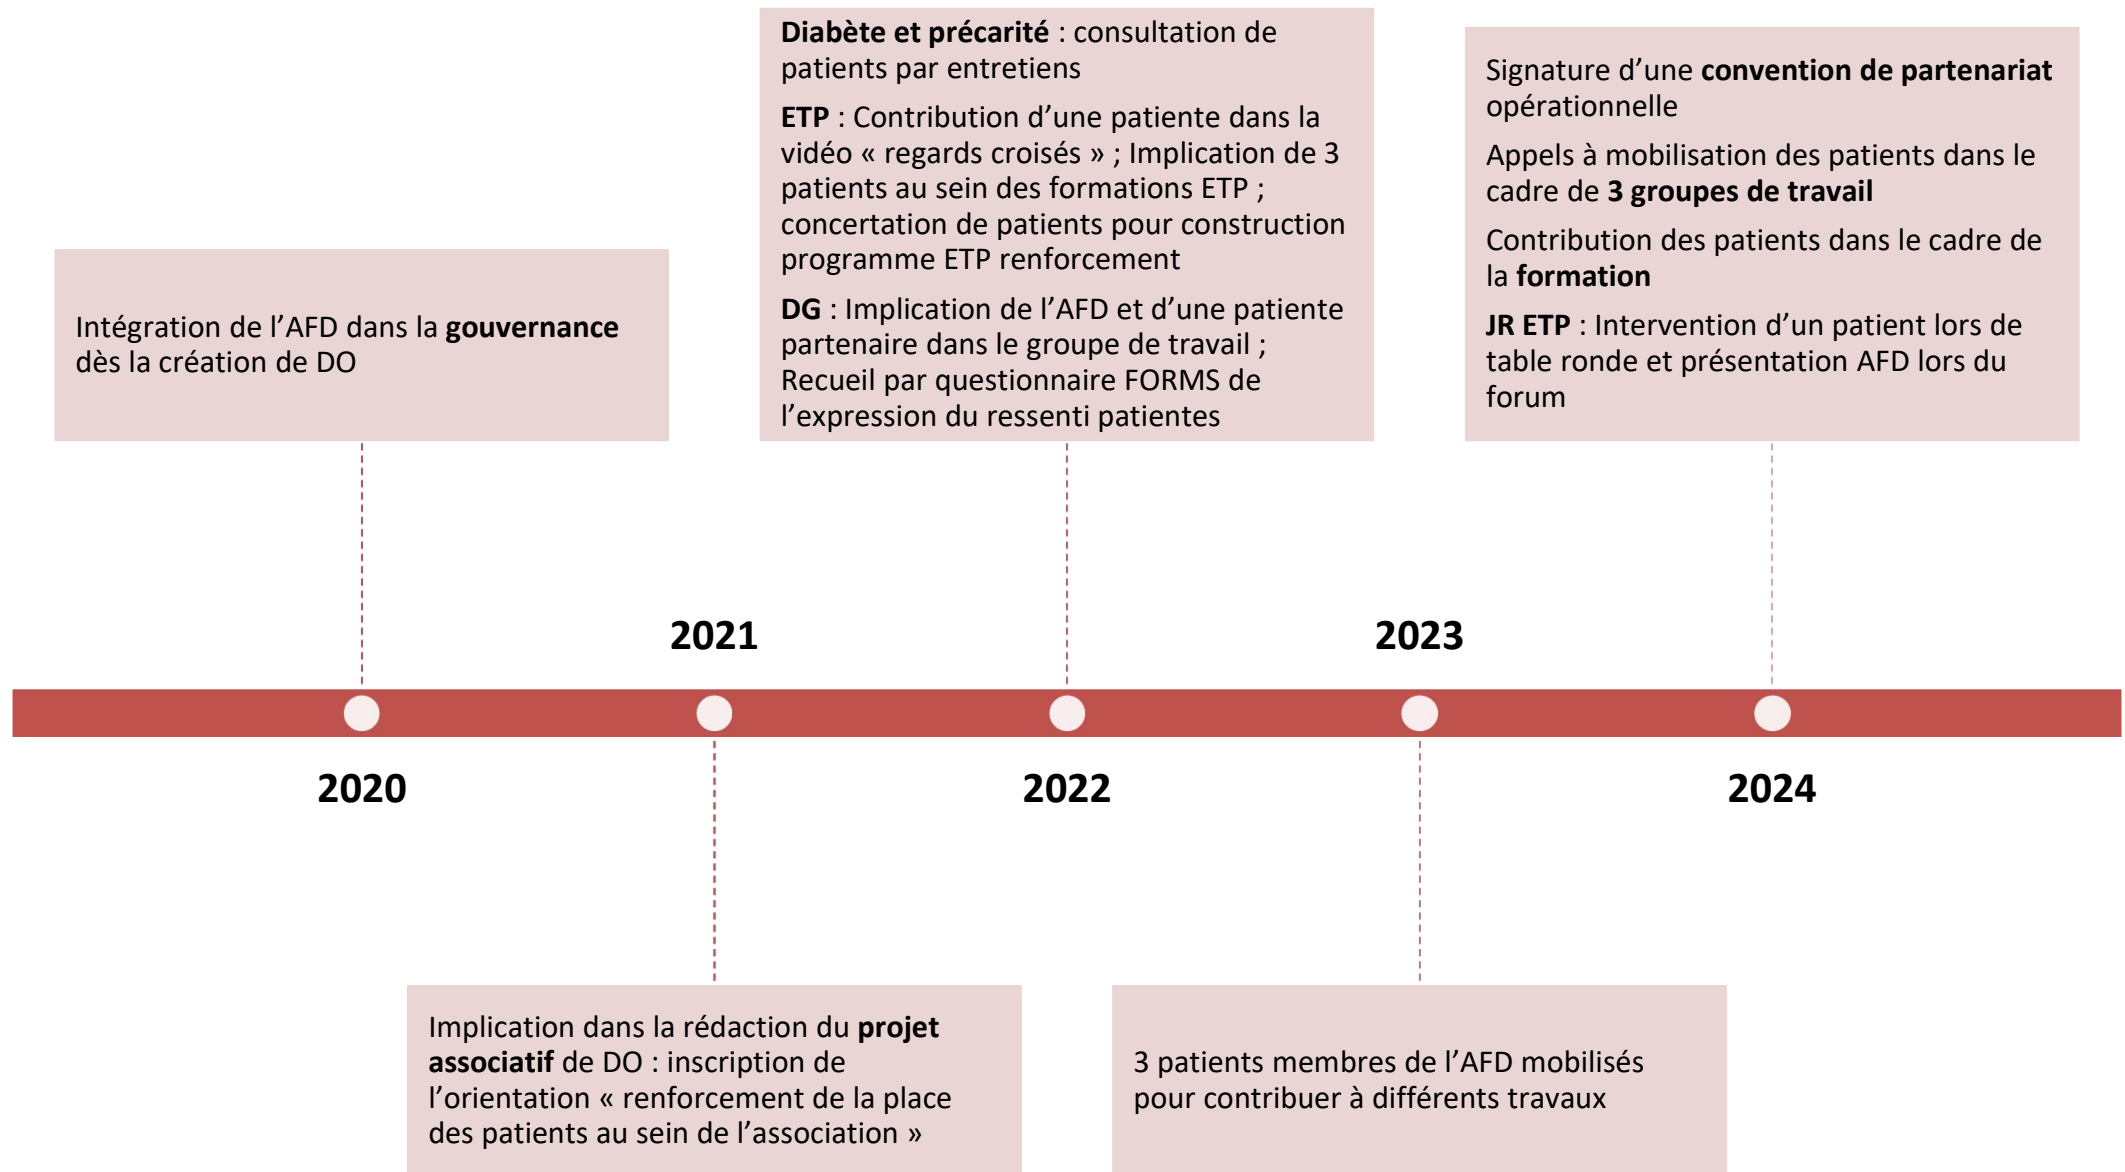 Intégration de l’AFD dans la gouvernance
dès la création de DO
2020
2021
Implication dans la rédaction du projet
associatif de DO : inscription de
l’orientation « renforcement de la place
des patients au sein de l’association »
Diabète et précarité : consultation de
patients par entretiens
ETP : Contribution d’une patiente dans la
vidéo « regards croisés » ; Implication de 3
patients au sein des formations ETP ;
concertation de patients pour construction
programme ETP renforcement
DG : Implication de l’AFD et d’une patiente
partenaire dans le groupe de travail ;
Recueil par questionnaire FORMS de
l’expression du ressenti patientes
2022
2023
3 patients membres de l’AFD mobilisés
pour contribuer à différents travaux
Signature d’une convention de partenariat
opérationnelle
Appels à mobilisation des patients dans le
cadre de 3 groupes de travail
Contribution des patients dans le cadre de
la formation
JR ETP : Intervention d’un patient lors de
table ronde et présentation AFD lors du
forum
2024